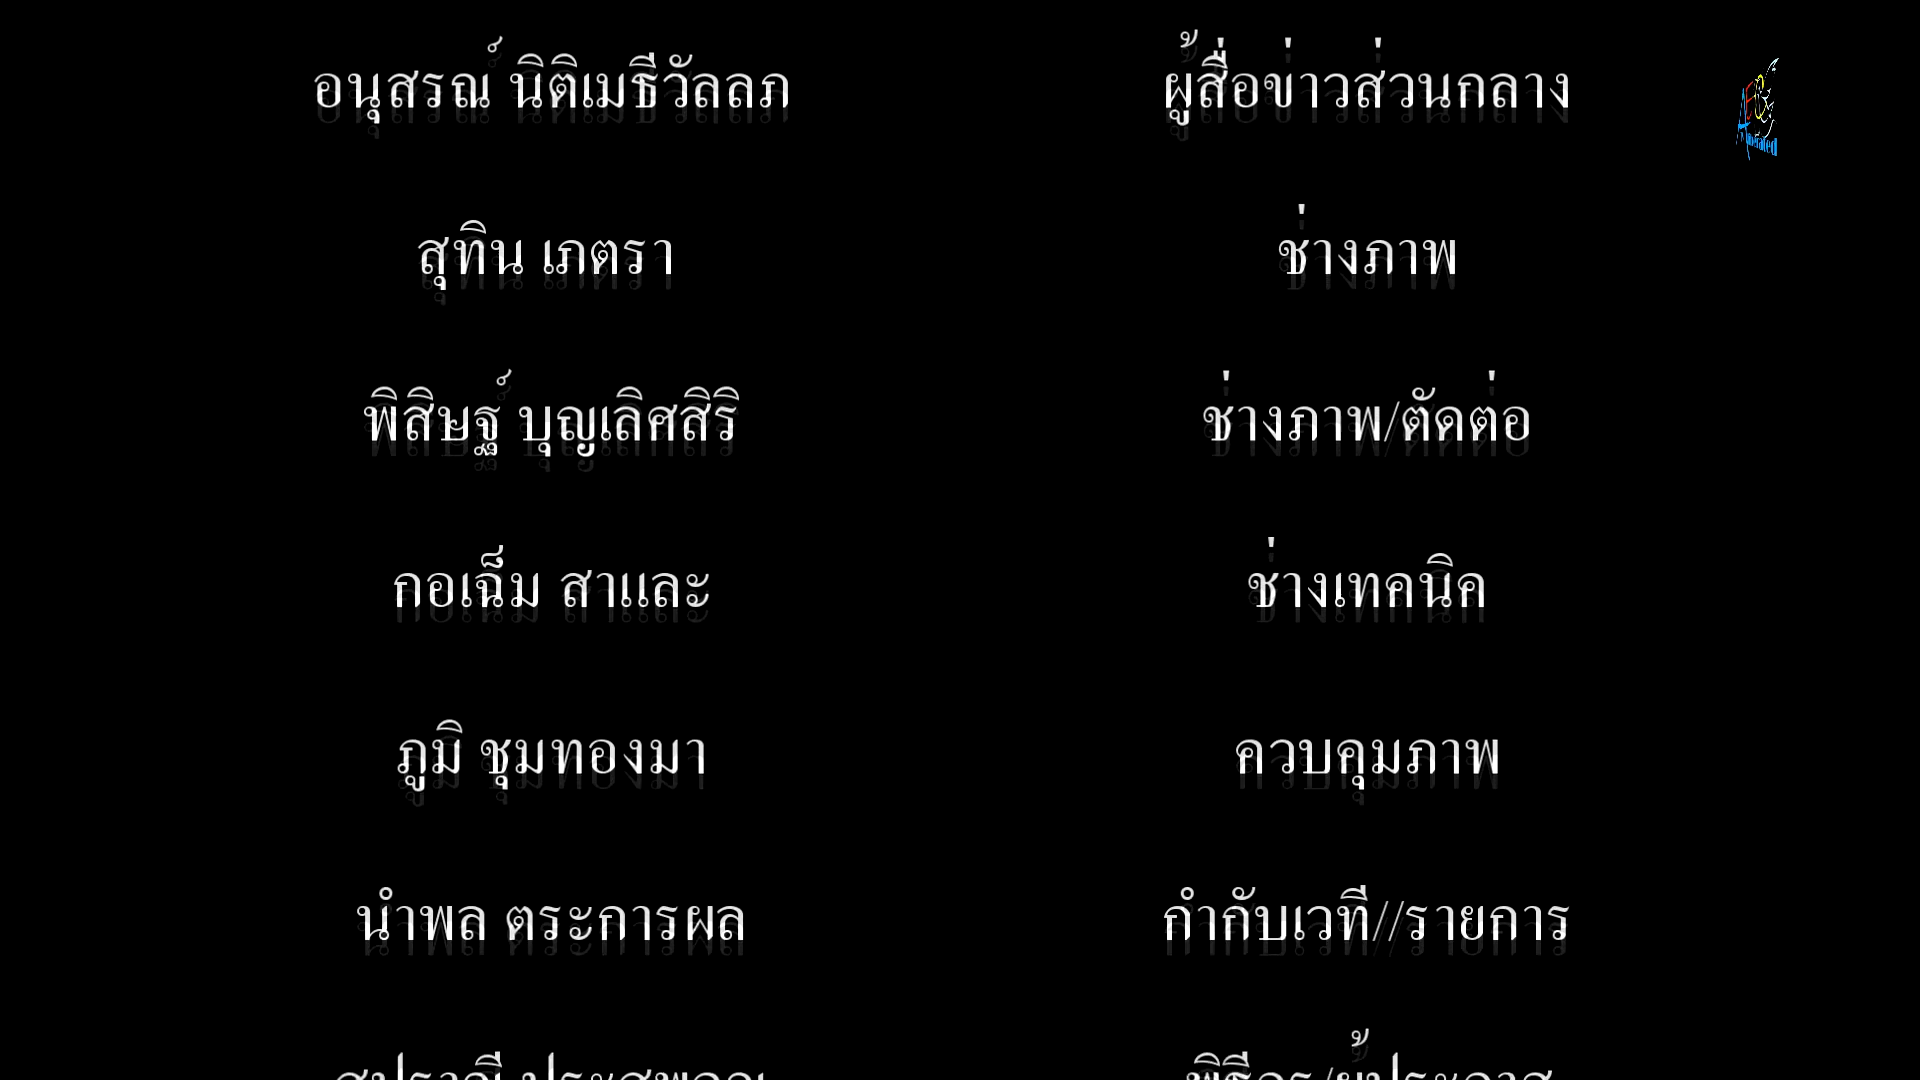 อนุสรณ์ นิติเมธีวัลลภ ผู้สื่อข่าวส่วนกลาง
สุทิน เภตรา ช่างภาพ
พิสิษฐ์ บุญเลิศสิริ ช่างภาพ/ตัดต่อ
กอเฉ็ม สาและ ช่างเทคนิค
ภูมิ ชุมทองมา ควบคุมภาพ
นำพล ตระการผล กำกับเวที//รายการ